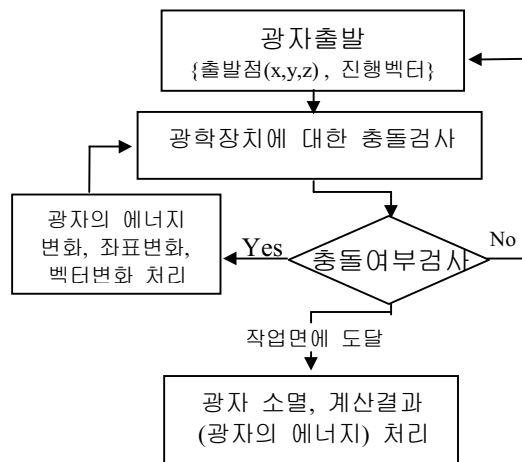 광자출발
{출발점(x,y,z) , 진행벡터}
광학장치에 대한 충돌검사
광자의 에너지
변화, 좌표변화,
벡터변화 처리
Yes
충돌여부검사
No
작업면에 도달
광자 소멸, 계산결과
(광자의 에너지) 처리